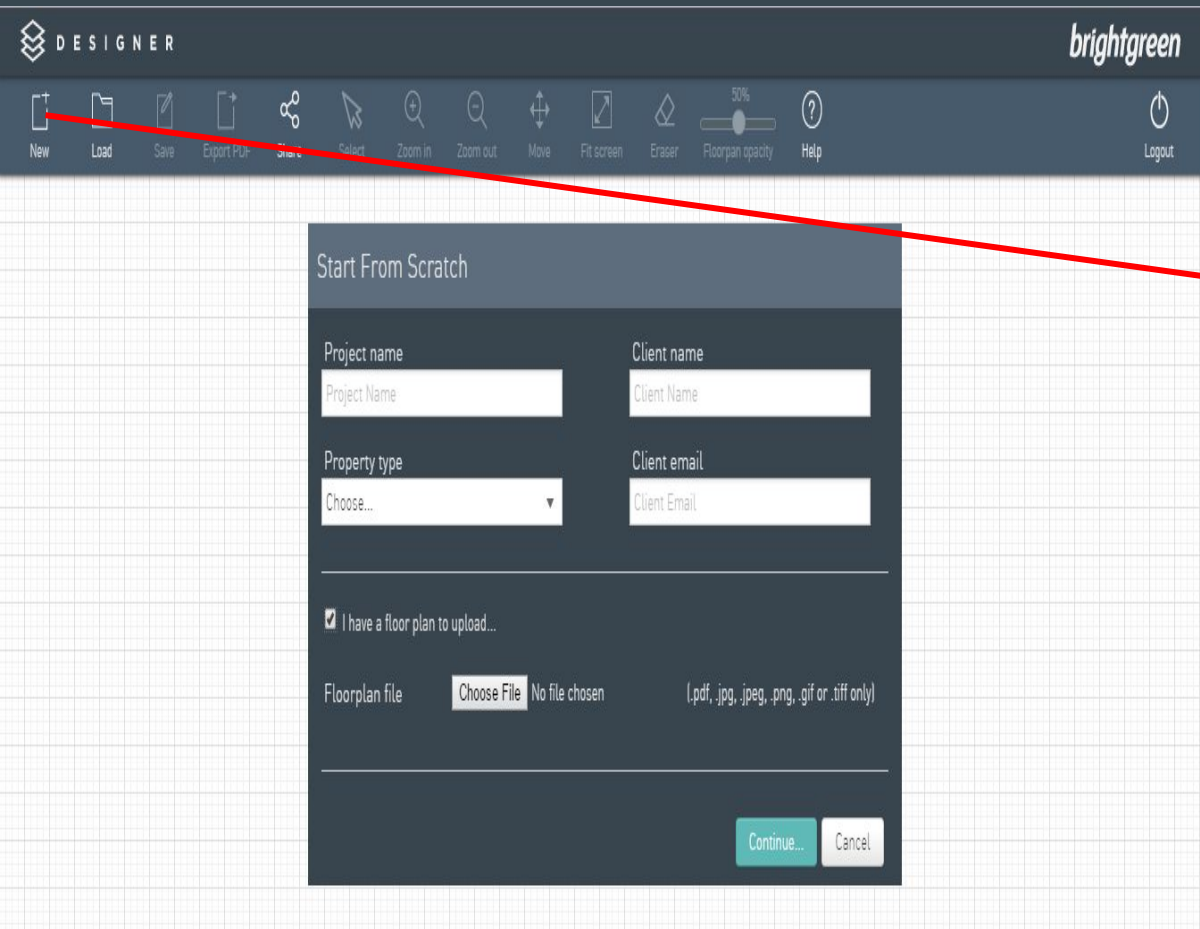 DESIGNER
brightgreen
50%
New Load Save Export PDF Share Select Zoom in Zoom out Move Fit screen Eraser Floorpan opacity Help Logout
Start From Scratch
Project name Client name
Project Name Client Name
Property type Client email
Choose... Client Email
I have a floor plan to upload...
Floorplan file Choose File No file chosen (.pdf, .jpg, .jpeg, .png, .gif or .tiff only)
Continue... Cancel